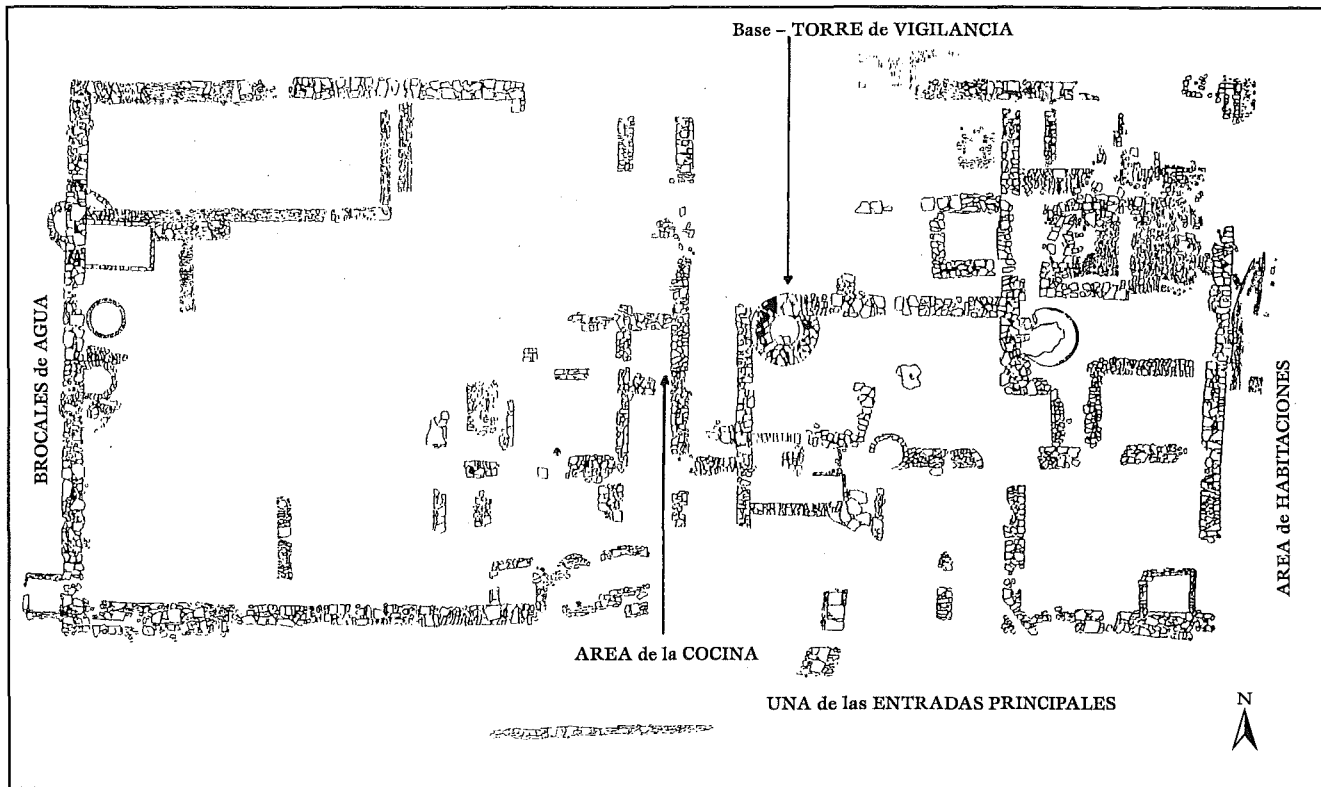 Base – TORRE de VIGILANCIA
BROCALES de AGUA
AREA de HABITACIONES
AREA de la COCINA
UNA de las ENTRADAS PRINCIPALES
N